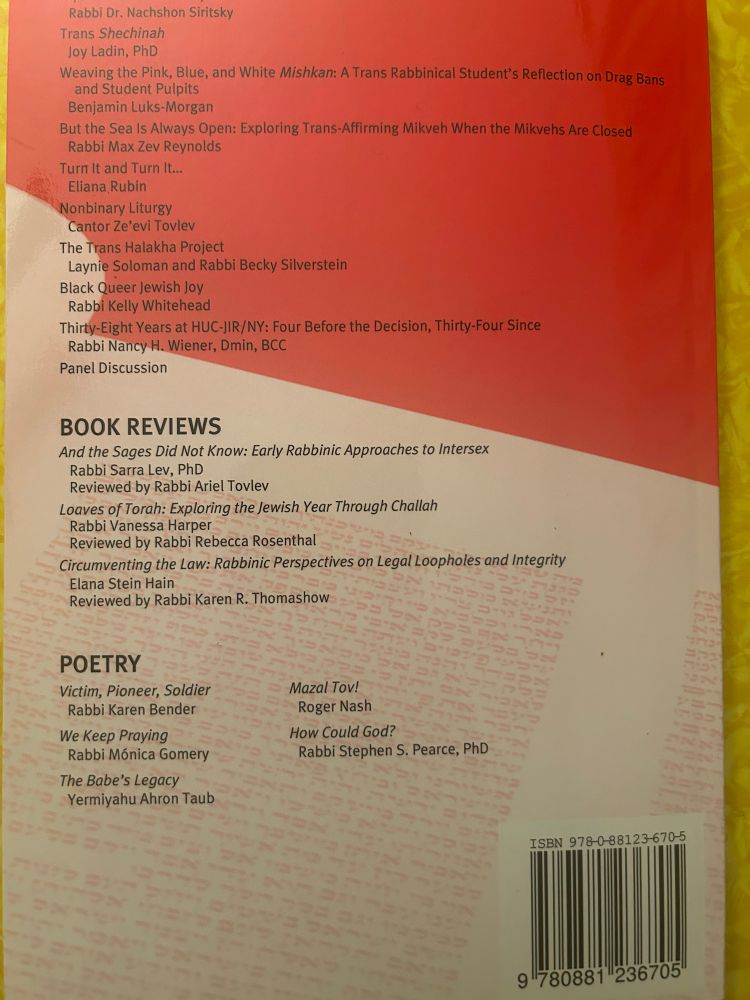 Rabbi Dr. Nachshon Siritsky
Trans Shechinah
Joy Ladin, PhD
Weaving the Pink, Blue, and White Mishkan: A Trans Rabbinical Student's Reflection on Drag Bans
and Student Pulpits
Benjamin Luks-Morgan
But the Sea Is Always Open: Exploring Trans-Affirming Mikveh When the Mikvehs Are Closed
Rabbi Max Zev Reynolds
Turn It and Turn It...
Eliana Rubin
Nonbinary Liturgy
Cantor Ze'evi Tovlev
The Trans Halakha Project
Laynie Soloman and Rabbi Becky Silverstein
Black Queer Jewish Joy
Rabbi Kelly Whitehead
Thirty-Eight Years at HUC-JIR/NY: Four Before the Decision, Thirty-Four Since
Rabbi Nancy H. Wiener, Dmin, BCC
Panel Discussion
BOOK REVIEWS
And the Sages Did Not Know: Early Rabbinic Approaches to Intersex
Rabbi Sarra Lev, PhD
Reviewed by Rabbi Ariel Tovlev
Loaves of Torah: Exploring the Jewish Year Through Challah
Rabbi Vanessa Harper
Reviewed by Rabbi Rebecca Rosenthal
Circumventing the Law: Rabbinic Perspectives on Legal Loopholes and Integrity
Elana Stein Hain
Reviewed by Rabbi Karen R. Thomashow
POETRY
Victim, Pioneer, Soldier
Rabbi Karen Bender
We Keep Praying
Rabbi Mónica Gomery
The Babe's Legacy
Yermiyahu Ahron Taub
Mazal Tov!
Roger Nash
How Could God?
Rabbi Stephen S. Pearce, PhD
ISBN 978-0-88123-670-5
9 780881 236705